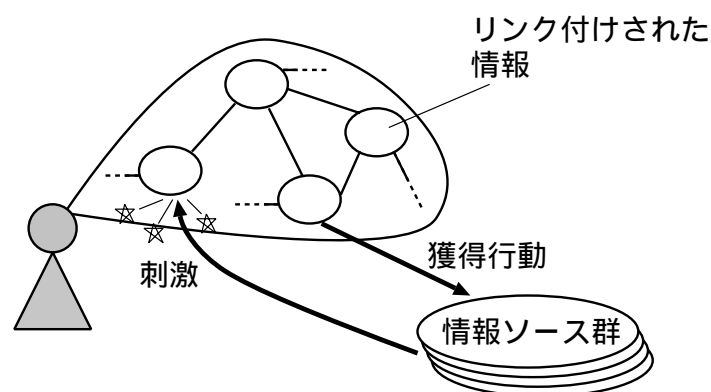 リンク付けされた
情報
獲得行動
刺激
情報ソース群